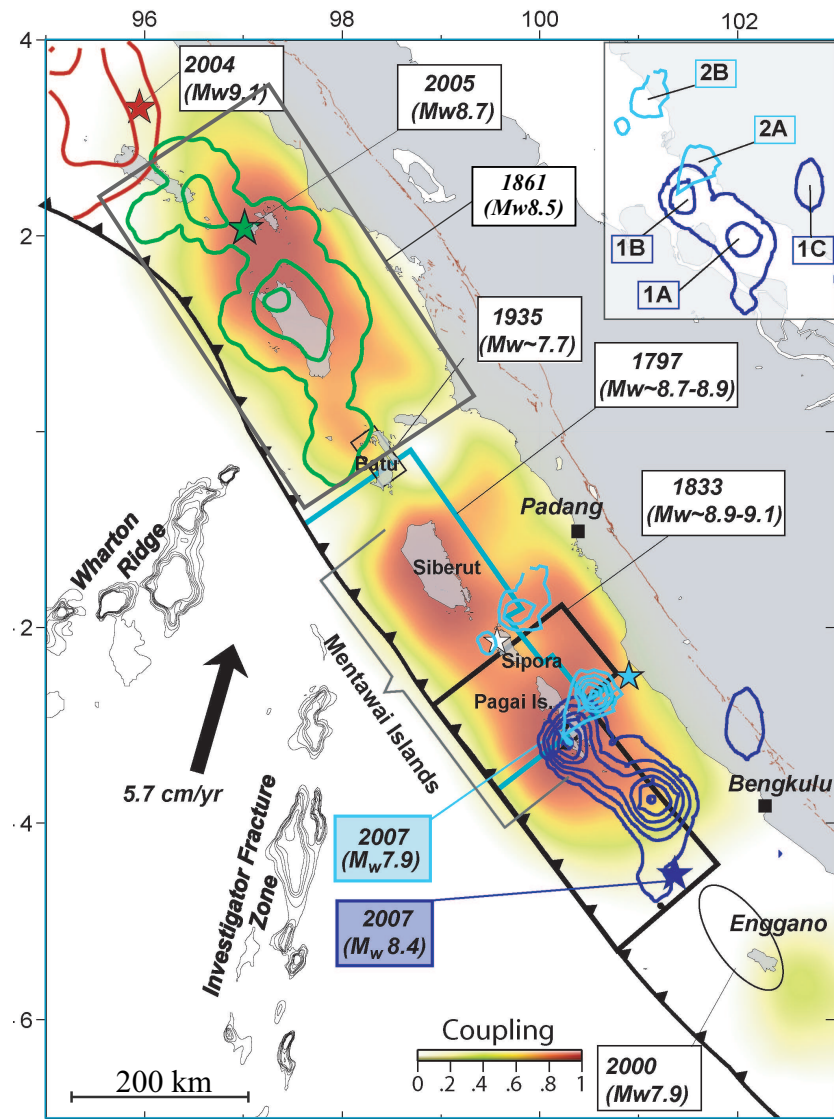 96
98
100
102
4
2
.2
.4
.6
2004
(Mw9.1)
2005
(Mw8.7)
1861
(Mw8.5)
1935
(Mw~7.7)
1797
(Mw~8.7-8.9)
1833
(Mw~8.9-9.1)
2B
2A
1B
1A
1C
Batu
Padang
Siberut
Sipora
Pagai Is.
Wharton
Ridge
Mentawai Islands
5.7 cm/yr
Bengkulu
2007
(Mw7.9)
2007
(Mw 8.4)
Investigator Fracture
Zone
Enggano
Coupling
0 .2 .4 .6 .8 1
2000
(Mw7.9)
200 km